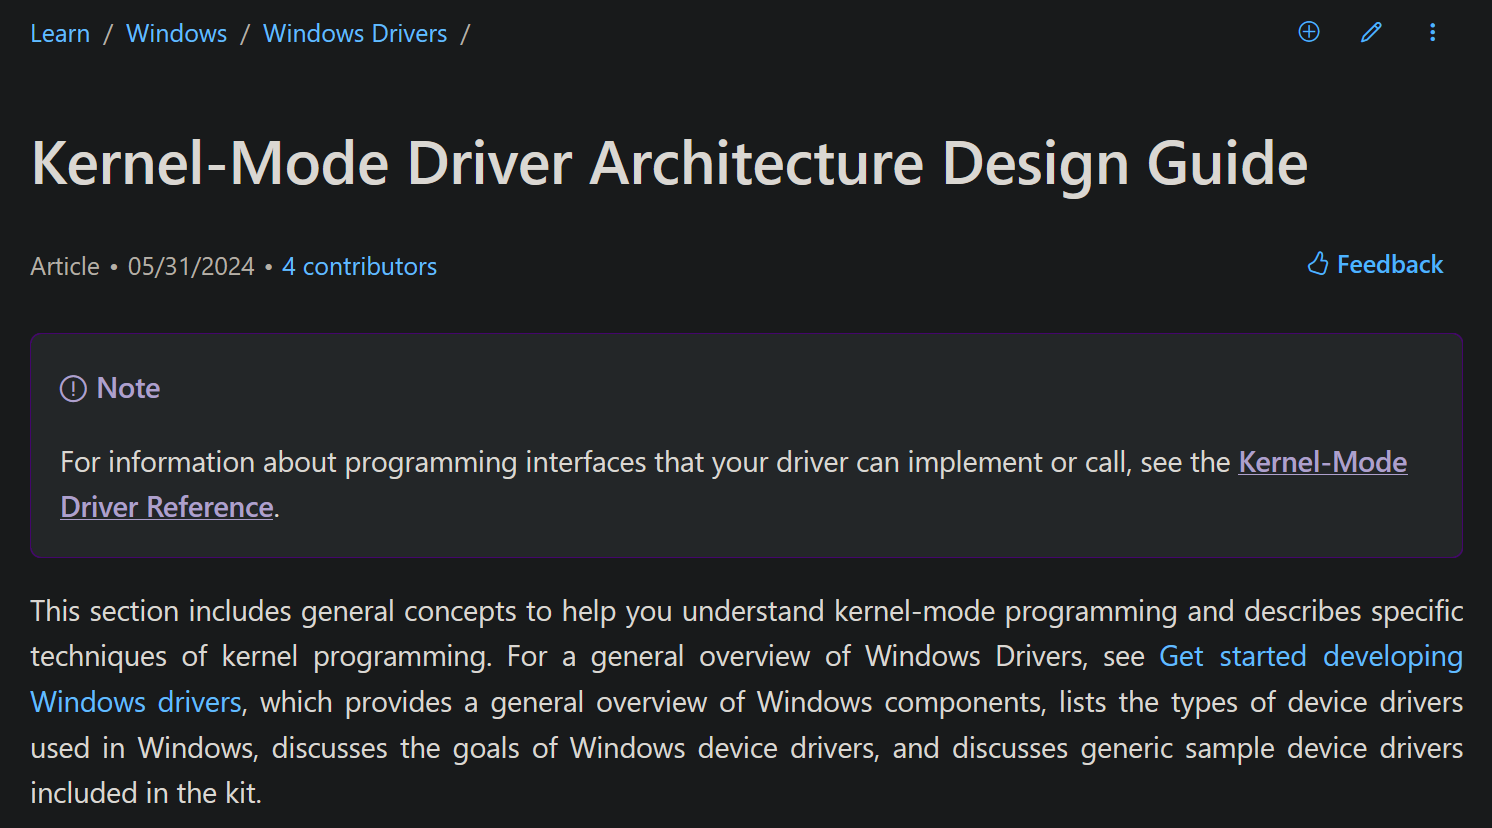 Learn / Windows / Windows Drivers /
Kernel-Mode Driver Architecture Design Guide
Article • 05/31/2024 • 4 contributors
Feedback
Note
For information about programming interfaces that your driver can implement or call, see the Kernel-Mode
Driver Reference.
This section includes general concepts to help you understand kernel-mode programming and describes specific
techniques of kernel programming. For a general overview of Windows Drivers, see Get started developing
Windows drivers, which provides a general overview of Windows components, lists the types of device drivers
used in Windows, discusses the goals of Windows device drivers, and discusses generic sample device drivers
included in the kit.